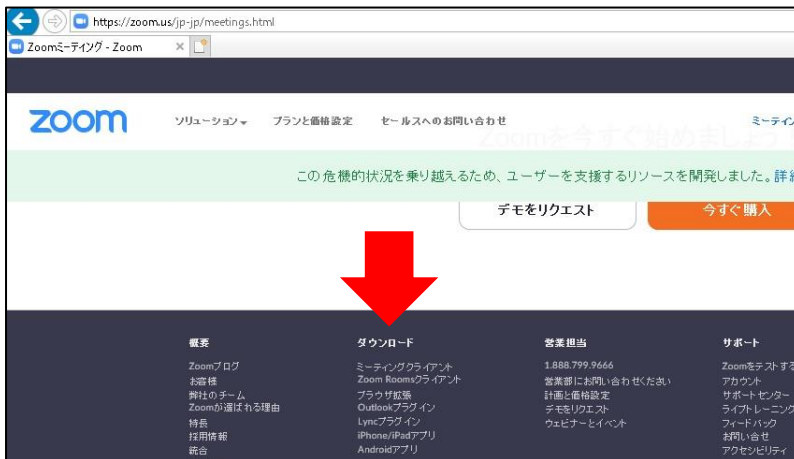 https://zoom.us/jp-jp/meetings.html
Zoomミーティング - Zoom
zoom ソリューション プランと価格設定 セールスへのお問い合わせ ミーティン
Zoomを今すぐ始めましょう
この危機的状況を乗り越えるため、ユーザーを支援するリソースを開発しました。詳細
デモをリクエスト 今すぐ購入
概要
Zoomブログ
お客様
弊社のチーム
Zoomが選ばれる理由
特長
採用情報
統合
ダウンロード
ミーティングクライアント
Zoom Roomsクライアント
ブラウザ拡張
Outlookプラグイン
Lyncプラグイン
iPhone/iPadアプリ
Androidアプリ
営業担当
1.888.799.9666
営業部にお問い合わせください
計画と価格設定
デモをリクエスト
ウェビナーとイベント
サポート
Zoomをテストする
アカウント
サポートセンター
ライブトレーニング
フィードバック
お問い合せ
アクセシビリティ